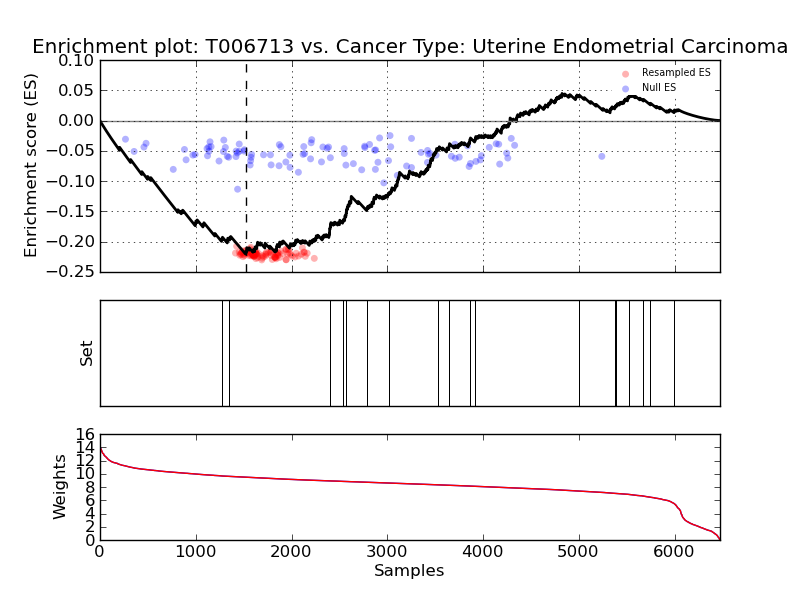 Enrichment plot: T006713 vs. Cancer Type: Uterine Endometrial Carcinoma
0.10
0.05
0.00
−0.05
−0.10
−0.15
−0.20
−0.25
Enrichment score (ES)
Resampled ES
Null ES
Set
16
14
12
10
8
6
4
2
0
Weights
0 1000 2000 3000 4000 5000 6000
Samples